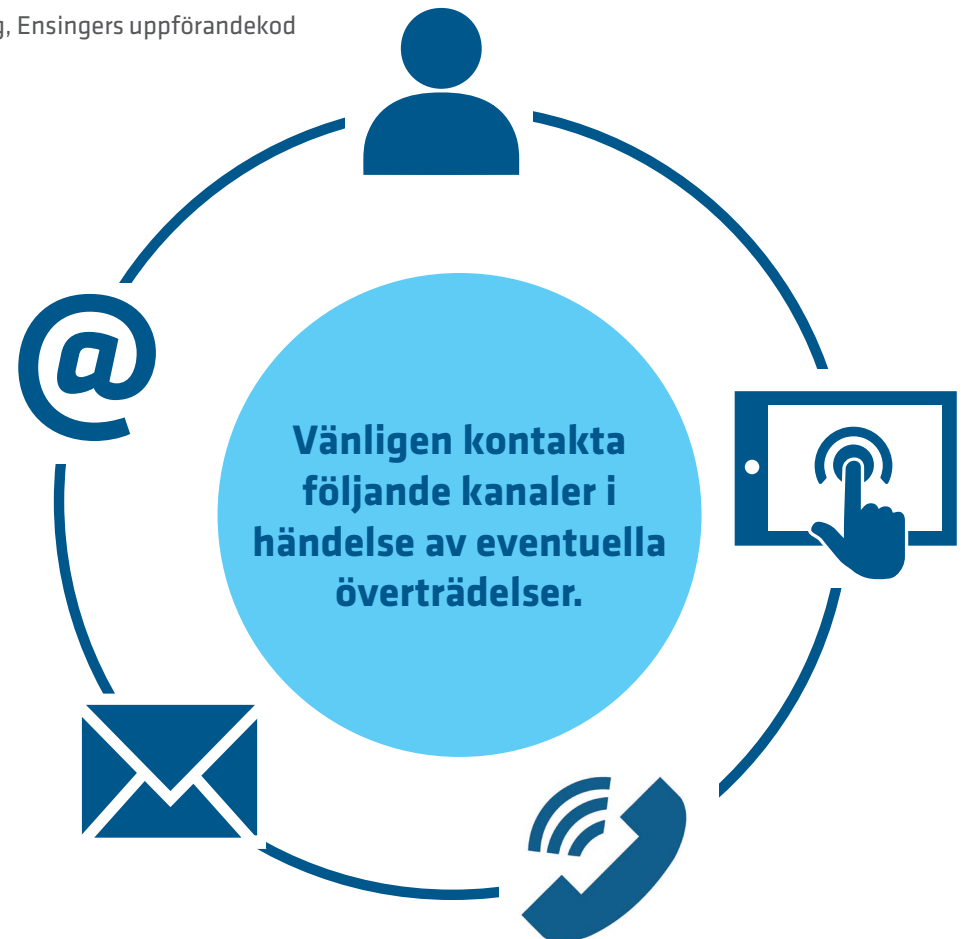 , Ensingers uppförandekod
@
Vänligen kontakta
följande kanaler i
händelse av eventuella
överträdelser.